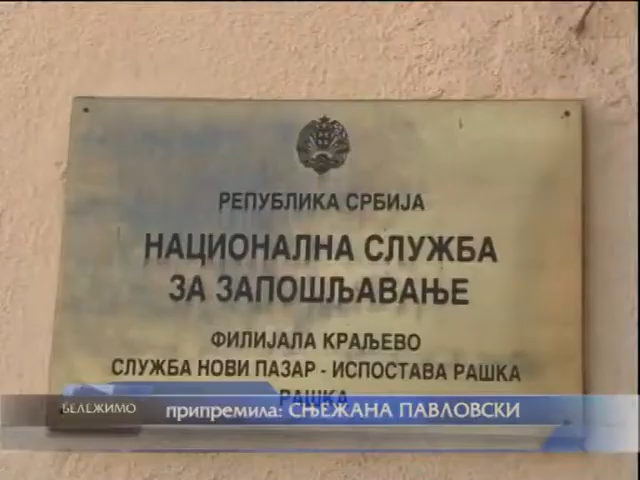 РЕПУБЛИКА СРБИЈА
НАЦИОНАЛНА СЛУЖБА
ЗА ЗАПОШЉАВАЊЕ
ФИЛИЈАЛА КРАЉЕВО
СЛУЖБА НОВИ ПАЗАР - ИСПОСТАВА РАШКА
РАШКА
БЕЛЕЖИМО
припремила: СЊЕЖАНА ПАВЛОВСКИ